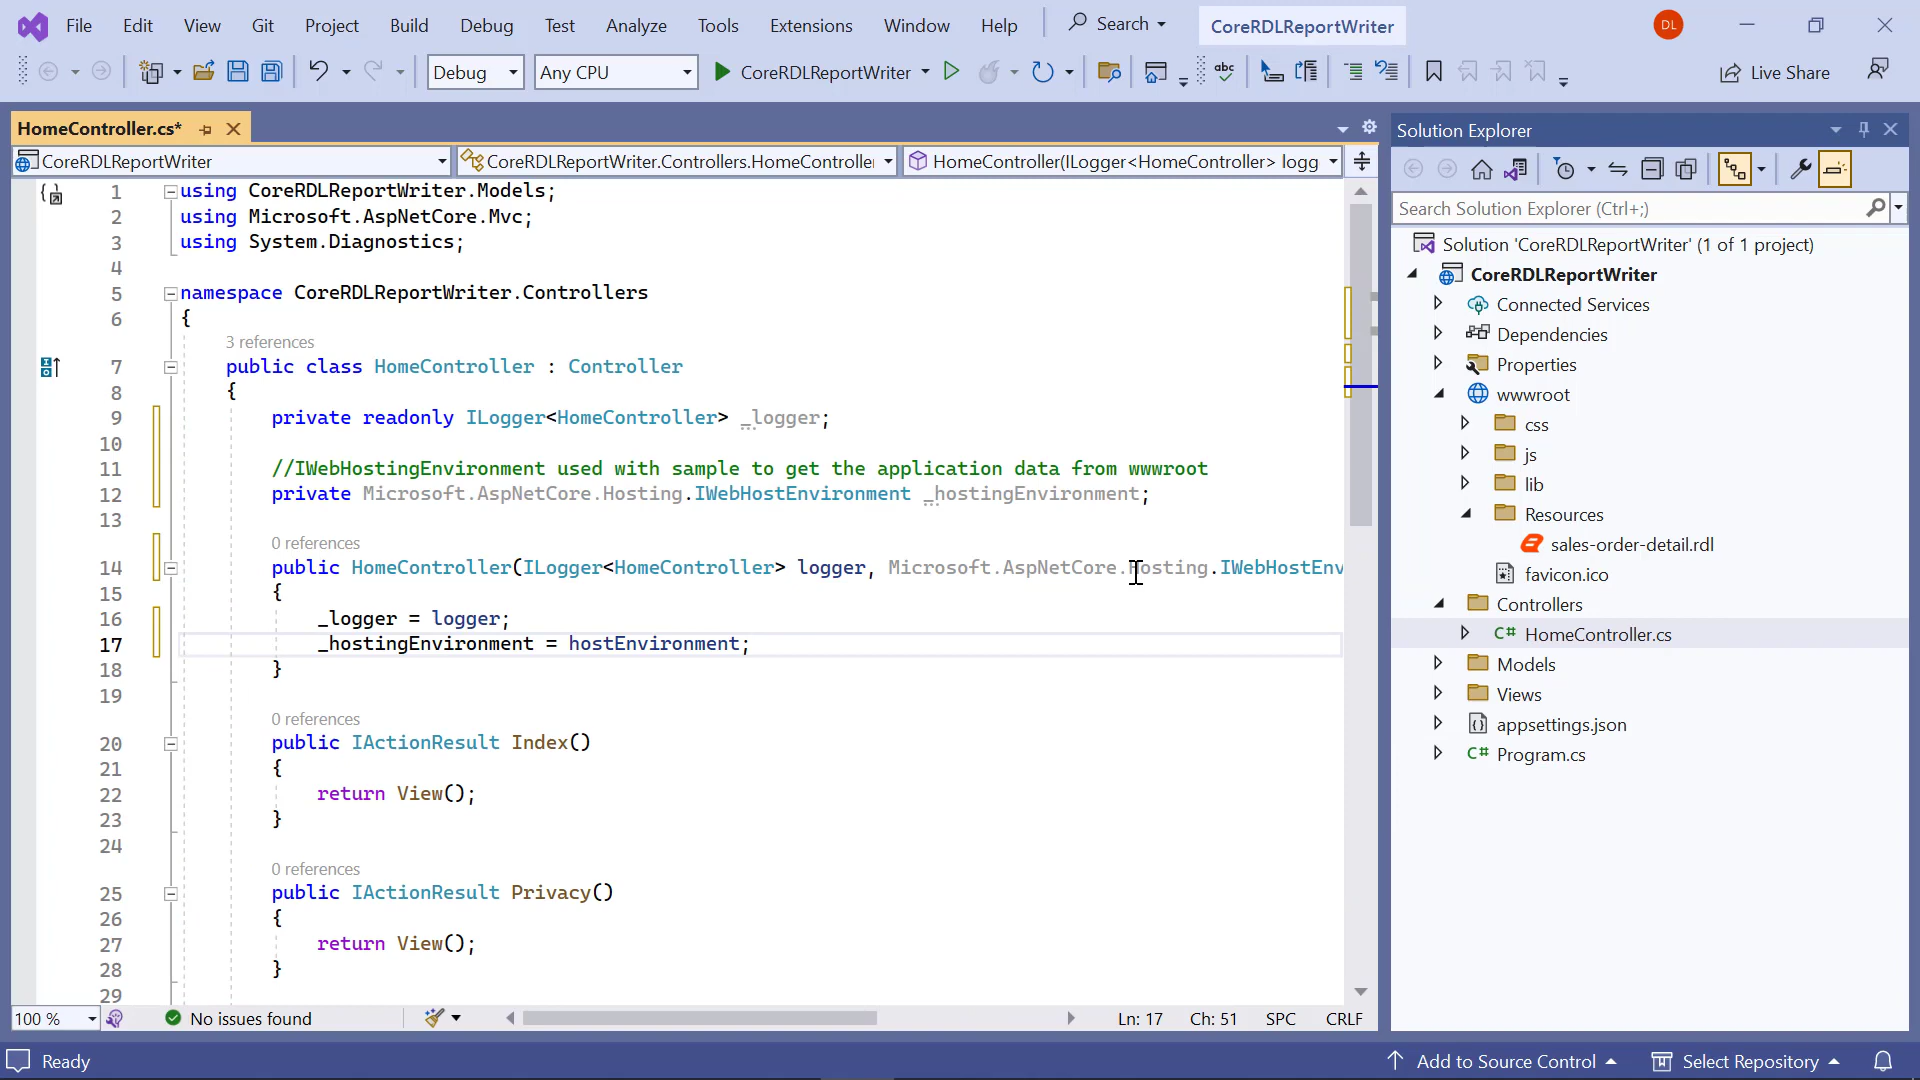 File Edit View Git Project Build Debug Test Analyze Tools Extensions Window Help Search CoreRDLReportWriter DL
Debug Any CPU CoreRDLReportWriter abc Live Share
HomeController.cs*
CoreRDLReportWriter CoreRDLReportWriter.Controllers.HomeController HomeController(ILogger<HomeController> logg
1 using CoreRDLReportWriter.Models;
2 using Microsoft.AspNetCore.Mvc;
3 using System.Diagnostics;
4
5 namespace CoreRDLReportWriter.Controllers
6 {
3 references
7 public class HomeController : Controller
8 {
9 private readonly ILogger<HomeController> _logger;
10
11 //IWebHostingEnvironment used with sample to get the application data from wwwroot
12 private Microsoft.AspNetCore.Hosting.IWebHostEnvironment _hostingEnvironment;
13
0 references
14 public HomeController(ILogger<HomeController> logger, Microsoft.AspNetCore.Hosting.IWebHostEnv
15 {
16 _logger = logger;
17 _hostingEnvironment = hostEnvironment;
18 }
19
0 references
20 public IActionResult Index()
21 {
22 return View();
23 }
24
0 references
25 public IActionResult Privacy()
26 {
27 return View();
28 }
29
100 % No issues found Ln: 17 Ch: 51 SPC CRLF
Solution Explorer
Search Solution Explorer (Ctrl+;)
Solution 'CoreRDLReportWriter' (1 of 1 project)
CoreRDLReportWriter
Connected Services
Dependencies
Properties
wwwroot
css
js
lib
Resources
sales-order-detail.rdl
favicon.ico
Controllers
C# HomeController.cs
Models
Views
appsettings.json
C# Program.cs
Ready Add to Source Control Select Repository